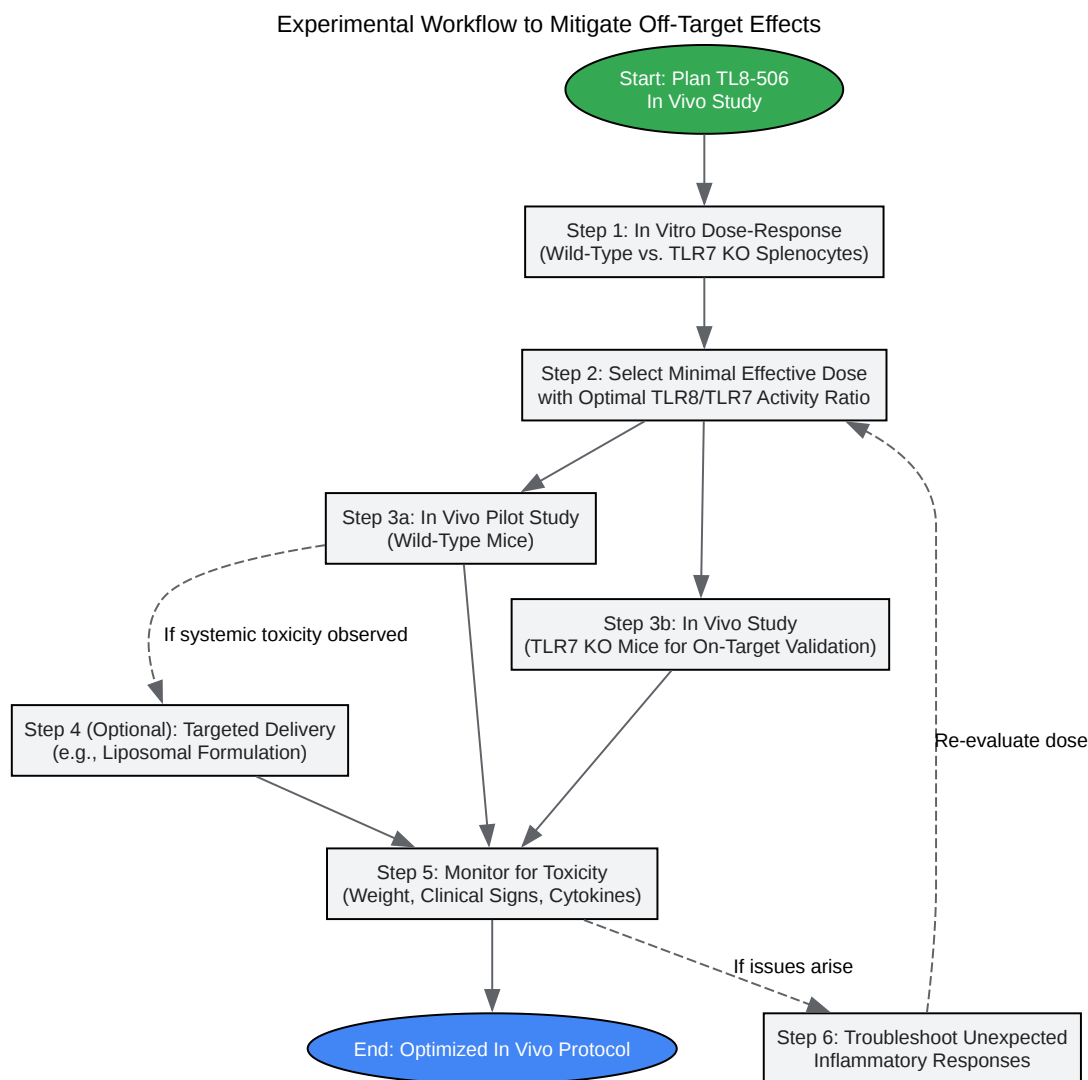 Experimental Workflow to Mitigate Off-Target Effects
Start: Plan TL8-506
In Vivo Study
Step 1: In Vitro Dose-Response
(Wild-Type vs. TLR7 KO Splenocytes)
Step 2: Select Minimal Effective Dose
with Optimal TLR8/TLR7 Activity Ratio
Step 3a: In Vivo Pilot Study
(Wild-Type Mice)
Step 3b: In Vivo Study
(TLR7 KO Mice for On-Target Validation)
If systemic toxicity observed
Step 4 (Optional): Targeted Delivery
(e.g., Liposomal Formulation)
Re-evaluate dose
Step 5: Monitor for Toxicity
(Weight, Clinical Signs, Cytokines)
If issues arise
End: Optimized In Vivo Protocol
Step 6: Troubleshoot Unexpected
Inflammatory Responses